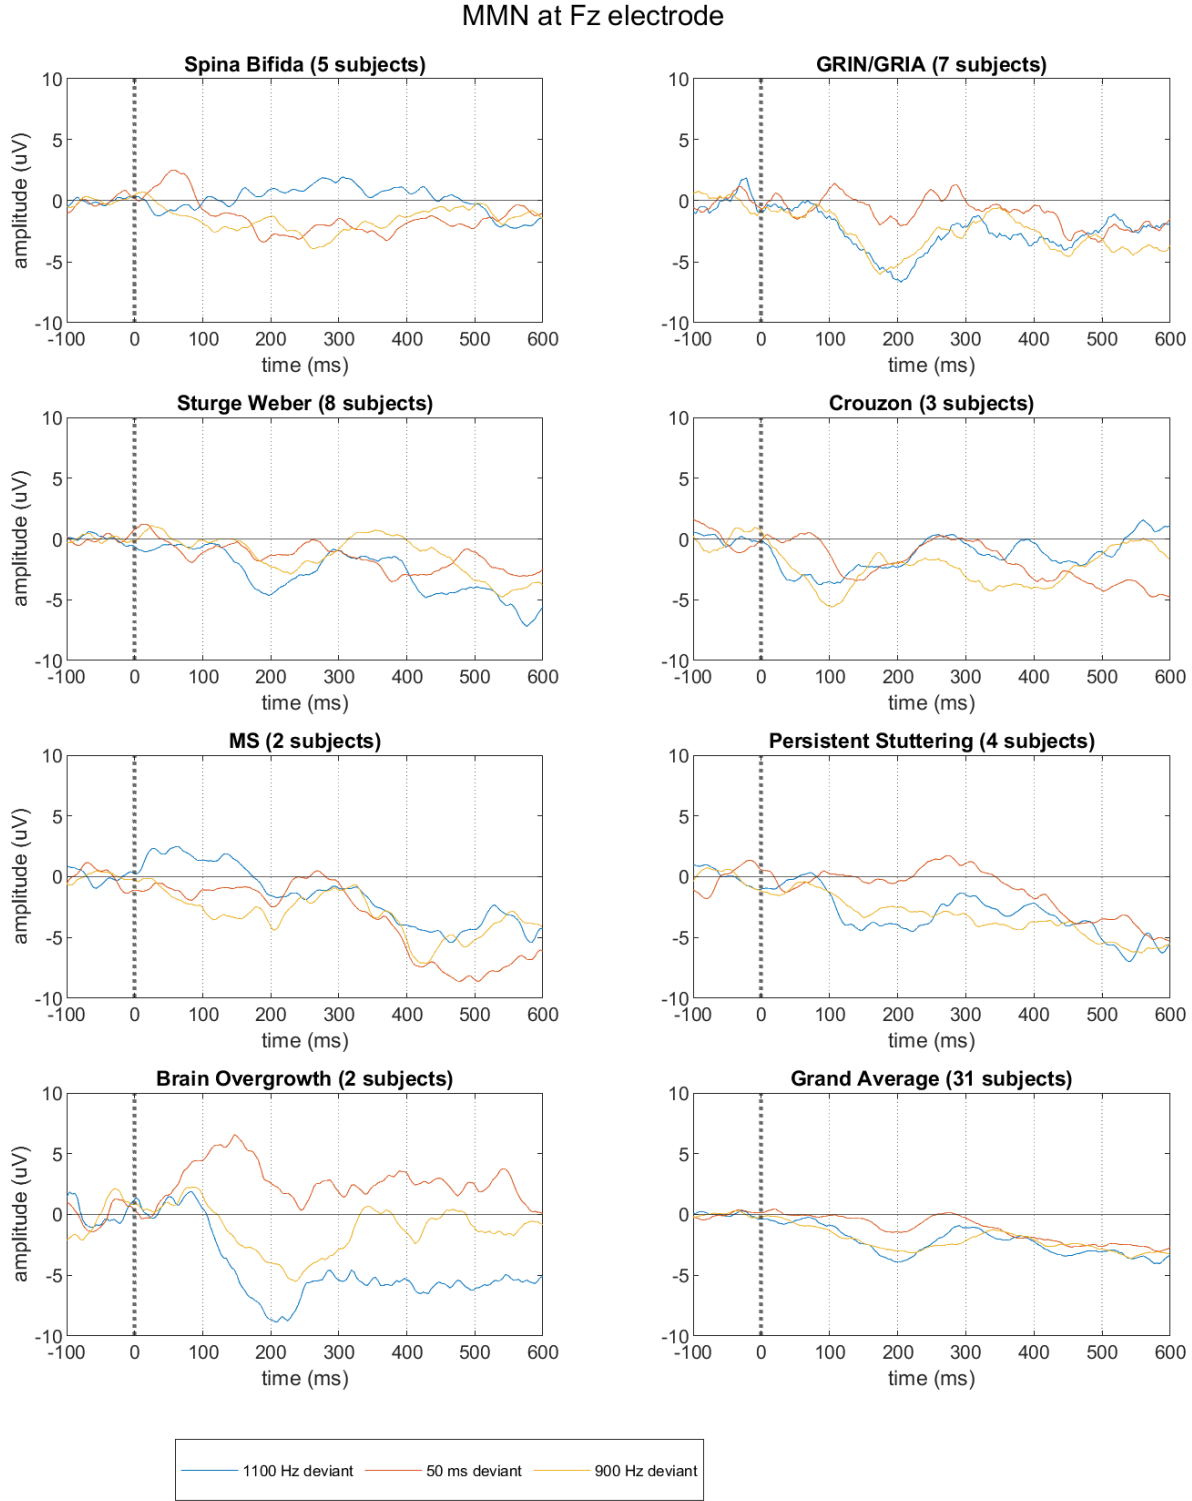 MMN at Fz electrode
Spina Bifida (5 subjects)
10
5
0
-5
-10
amplitude (uV)
-100 0 100 200 300 400 500 600
time (ms)
GRIN/GRIA (7 subjects)
10
5
0
-5
-10
-100 0 100 200 300 400 500 600
time (ms)
Sturge Weber (8 subjects)
10
5
0
-5
-10
amplitude (uV)
-100 0 100 200 300 400 500 600
time (ms)
Crouzon (3 subjects)
10
5
0
-5
-10
-100 0 100 200 300 400 500 600
time (ms)
MS (2 subjects)
10
5
0
-5
-10
amplitude (uV)
-100 0 100 200 300 400 500 600
time (ms)
Persistent Stuttering (4 subjects)
10
5
0
-5
-10
-100 0 100 200 300 400 500 600
time (ms)
Brain Overgrowth (2 subjects)
10
5
0
-5
-10
amplitude (uV)
-100 0 100 200 300 400 500 600
time (ms)
Grand Average (31 subjects)
10
5
0
-5
-10
-100 0 100 200 300 400 500 600
time (ms)
1100 Hz deviant 50 ms deviant 900 Hz deviant